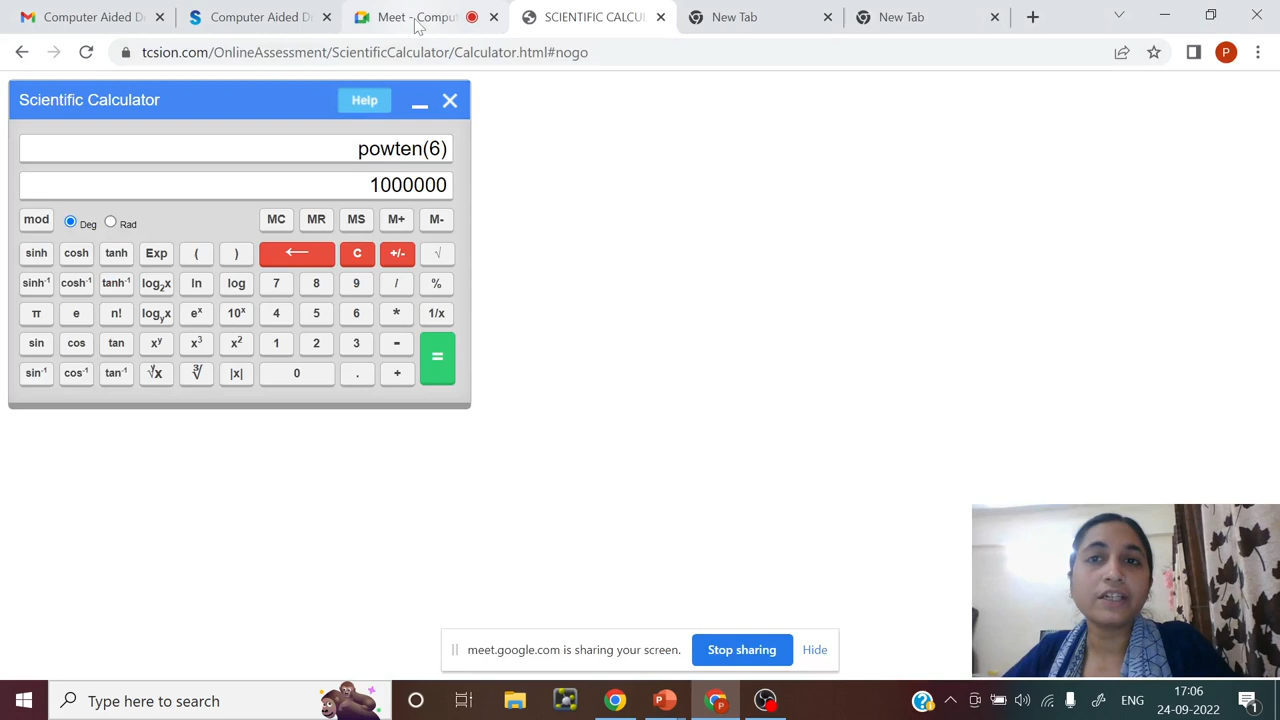 Computer Aided D
Computer Aided D
Meet - Comput
SCIENTIFIC CALCU
New Tab
New Tab
tcsion.com/OnlineAssessment/ScientificCalculator/Calculator.html#nogo
P
Scientific Calculator
Help
powten(6)
1000000
mod Deg Rad MC MR MS M+ M-
sinh cosh tanh Exp ( ) ← C +/- √
sinh-1 cosh-1 tanh-1 log2x ln log 7 8 9 / %
π e n! logyx ex 10x 4 5 6 * 1/x
sin cos tan xy x3 x2 1 2 3 - =
sin-1 cos-1 tan-1 y√x 3√ |x| 0 . +
meet.google.com is sharing your screen.
Stop sharing
Hide
Type here to search
ENG
17:06
24-09-2022
1